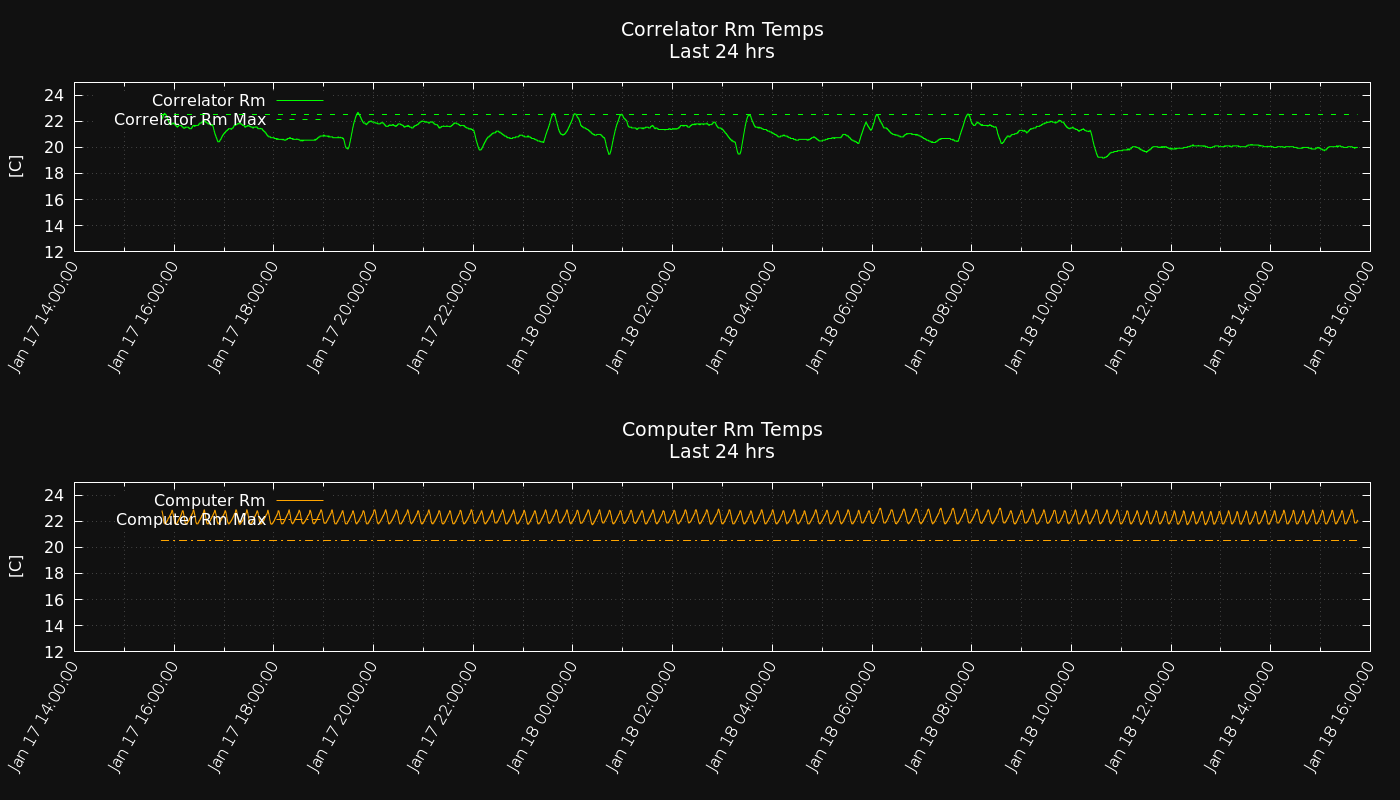 Correlator Rm Temps
Last 24 hrs
Correlator Rm
Correlator Rm Max
[C]
24
22
20
18
16
14
12
Jan 17 14:00:00
Jan 17 16:00:00
Jan 17 18:00:00
Jan 17 20:00:00
Jan 17 22:00:00
Jan 18 00:00:00
Jan 18 02:00:00
Jan 18 04:00:00
Jan 18 06:00:00
Jan 18 08:00:00
Jan 18 10:00:00
Jan 18 12:00:00
Jan 18 14:00:00
Jan 18 16:00:00
Computer Rm Temps
Last 24 hrs
Computer Rm
Computer Rm Max
[C]
24
22
20
18
16
14
12
Jan 17 14:00:00
Jan 17 16:00:00
Jan 17 18:00:00
Jan 17 20:00:00
Jan 17 22:00:00
Jan 18 00:00:00
Jan 18 02:00:00
Jan 18 04:00:00
Jan 18 06:00:00
Jan 18 08:00:00
Jan 18 10:00:00
Jan 18 12:00:00
Jan 18 14:00:00
Jan 18 16:00:00